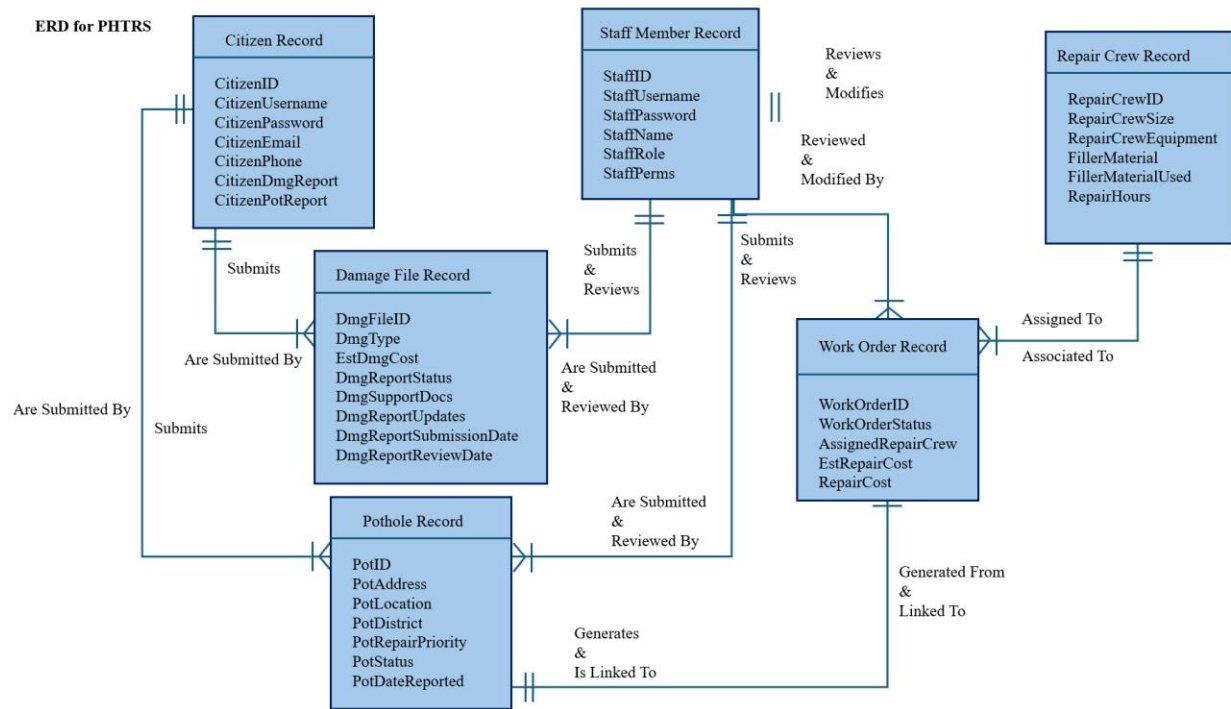 ERD for PHTRS
Citizen Record
CitizenID
CitizenUsername
CitizenPassword
CitizenEmail
CitizenPhone
CitizenDmgReport
CitizenPotReport
Staff Member Record
StaffID
StaffUsername
StaffPassword
StaffName
StaffRole
StaffPerms
Reviews
&
Modifies
Reviewed
&
Modified By
Repair Crew Record
RepairCrewID
RepairCrewSize
RepairCrewEquipment
FillerMaterial
FillerMaterialUsed
RepairHours
Submits
Damage File Record
DmgFileID
DmgType
EstDmgCost
DmgReportStatus
DmgSupportDocs
DmgReportUpdates
DmgReportSubmissionDate
DmgReportReviewDate
Submits
&
Reviews
Submits
&
Reviews
Are Submitted By
Are Submitted
&
Reviewed By
Assigned To
Associated To
Work Order Record
WorkOrderID
WorkOrderStatus
AssignedRepairCrew
EstRepairCost
RepairCost
Are Submitted By
Submits
Pothole Record
PotID
PotAddress
PotLocation
PotDistrict
PotRepairPriority
PotStatus
PotDateReported
Are Submitted
&
Reviewed By
Generated From
&
Linked To
Generates
&
Is Linked To